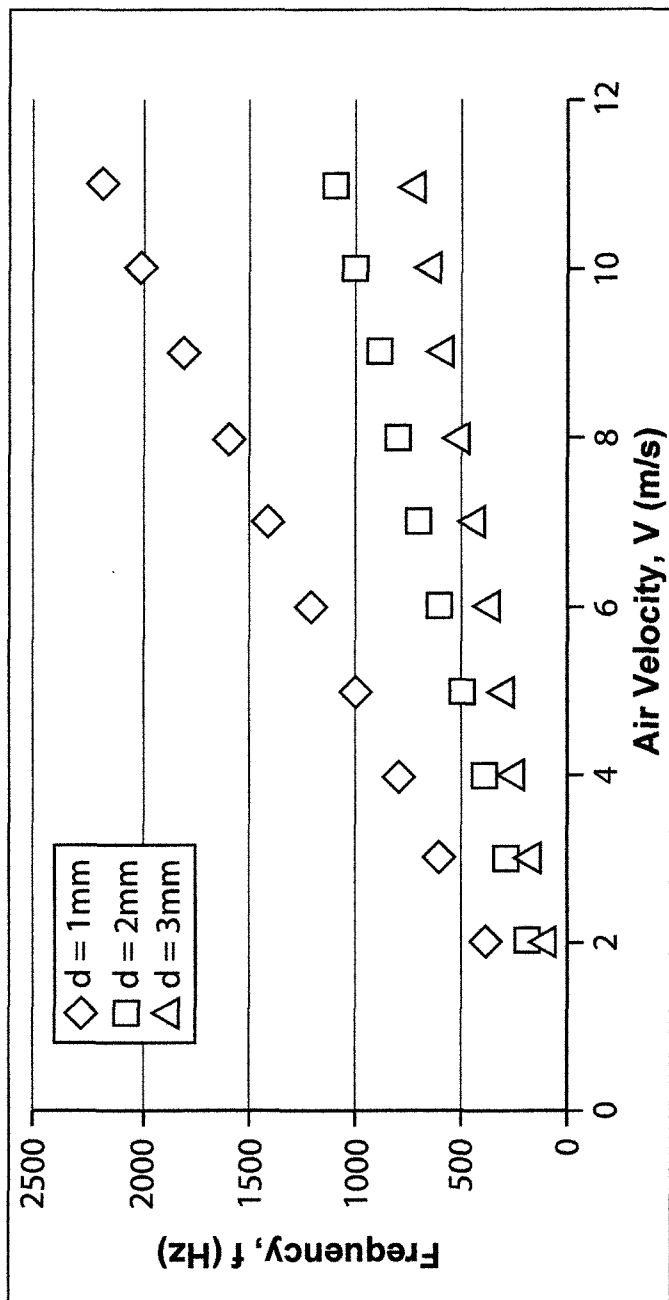 2500
2000
1500
1000
500
0
Frequency, f (Hz)
d = 1mm
d = 2mm
d = 3mm
0
2
4
6
8
10
12
Air Velocity, V (m/s)